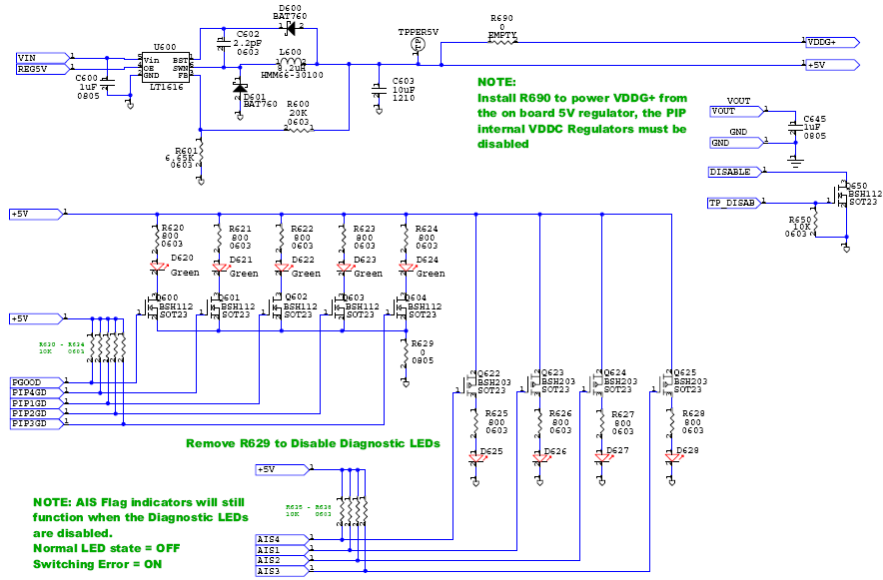 D600
BAT760
U600
C602
2.2pF
0603
TPPER5V
R690
0
EMPTY
VDDG+
VIN
REG5V
Vin
OE
GND
BST
SWN
FB
LT1616
L600
8.2uH
HMM66-30100
+5V
C600
1uF
0805
D601
BAT760
R600
20K
0603
C603
10uF
1210
NOTE:
Install R690 to power VDDG+ from
the on board 5V regulator, the PIP
internal VDDC Regulators must be
disabled
R601
6.65K
0603
VOUT
VOUT
C645
1uF
0805
GND
GND
DISABLE
Q650
BSH112
SOT23
TP_DISAB
R650
10K
0603
+5V
R620
800
0603
R621
800
0603
R622
800
0603
R623
800
0603
R624
800
0603
D620
Green
D621
Green
D622
Green
D623
Green
D624
Green
Q600
BSH112
SOT23
Q601
BSH112
SOT23
Q602
BSH112
SOT23
Q603
BSH112
SOT23
Q604
BSH112
SOT23
+5V
10K 0603
R629
0
0805
PGOOD
PIP4GD
PIP1GD
PIP2GD
PIP3GD
Q622
BSH203
SOT23
Q623
BSH203
SOT23
Q624
BSH203
SOT23
Q625
BSH203
SOT23
R625
800
0603
R626
800
0603
R627
800
0603
R628
800
0603
D625
D626
D627
D628
Remove R629 to Disable Diagnostic LEDs
+5V
NOTE: AIS Flag indicators will still
function when the Diagnostic LEDs
are disabled.
Normal LED state = OFF
Switching Error = ON
10K 0603
AIS4
AIS1
AIS2
AIS3